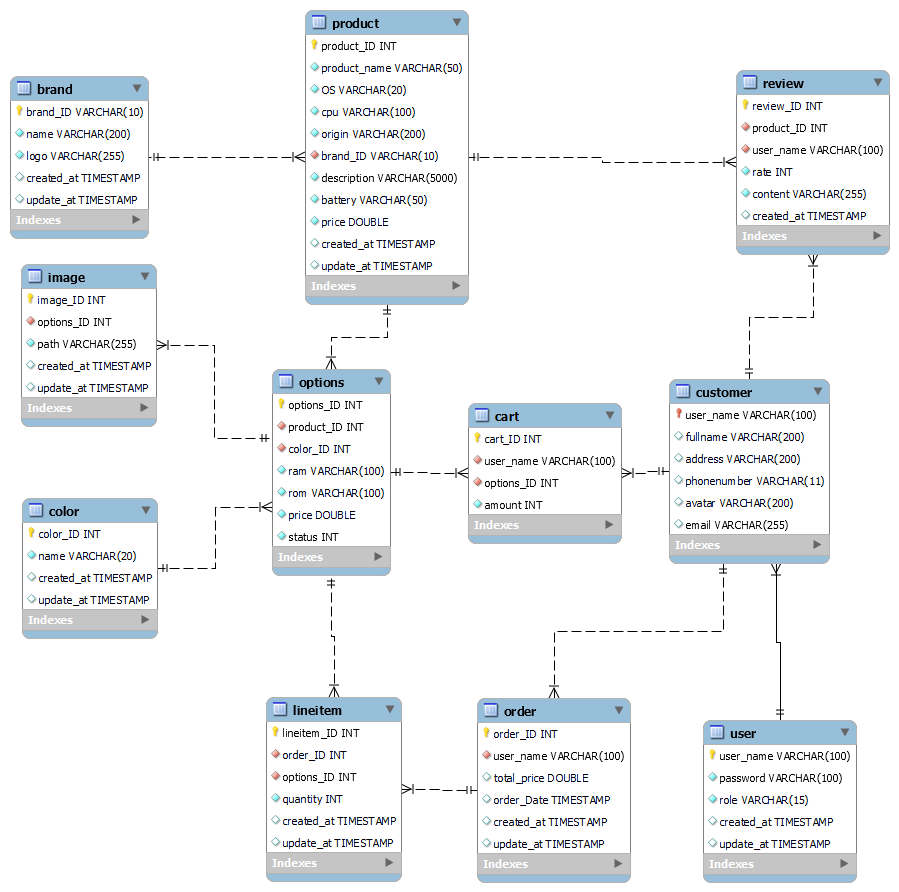 product
product_ID INT
product_name VARCHAR(50)
OS VARCHAR(20)
cpu VARCHAR(100)
origin VARCHAR(200)
brand_ID VARCHAR(10)
description VARCHAR(5000)
battery VARCHAR(50)
price DOUBLE
created_at TIMESTAMP
update_at TIMESTAMP
Indexes
brand
brand_ID VARCHAR(10)
name VARCHAR(200)
logo VARCHAR(255)
created_at TIMESTAMP
update_at TIMESTAMP
Indexes
review
review_ID INT
product_ID INT
user_name VARCHAR(100)
rate INT
content VARCHAR(255)
created_at TIMESTAMP
Indexes
image
image_ID INT
options_ID INT
path VARCHAR(255)
created_at TIMESTAMP
update_at TIMESTAMP
Indexes
options
options_ID INT
product_ID INT
color_ID INT
ram VARCHAR(100)
rom VARCHAR(100)
price DOUBLE
status INT
Indexes
cart
cart_ID INT
user_name VARCHAR(100)
options_ID INT
amount INT
Indexes
customer
user_name VARCHAR(100)
fullname VARCHAR(200)
address VARCHAR(200)
phonenumber VARCHAR(11)
avatar VARCHAR(200)
email VARCHAR(255)
Indexes
color
color_ID INT
name VARCHAR(20)
created_at TIMESTAMP
update_at TIMESTAMP
Indexes
lineitem
lineitem_ID INT
order_ID INT
options_ID INT
quantity INT
created_at TIMESTAMP
update_at TIMESTAMP
Indexes
order
order_ID INT
user_name VARCHAR(100)
total_price DOUBLE
order_Date TIMESTAMP
created_at TIMESTAMP
update_at TIMESTAMP
Indexes
user
user_name VARCHAR(100)
password VARCHAR(100)
role VARCHAR(15)
created_at TIMESTAMP
update_at TIMESTAMP
Indexes